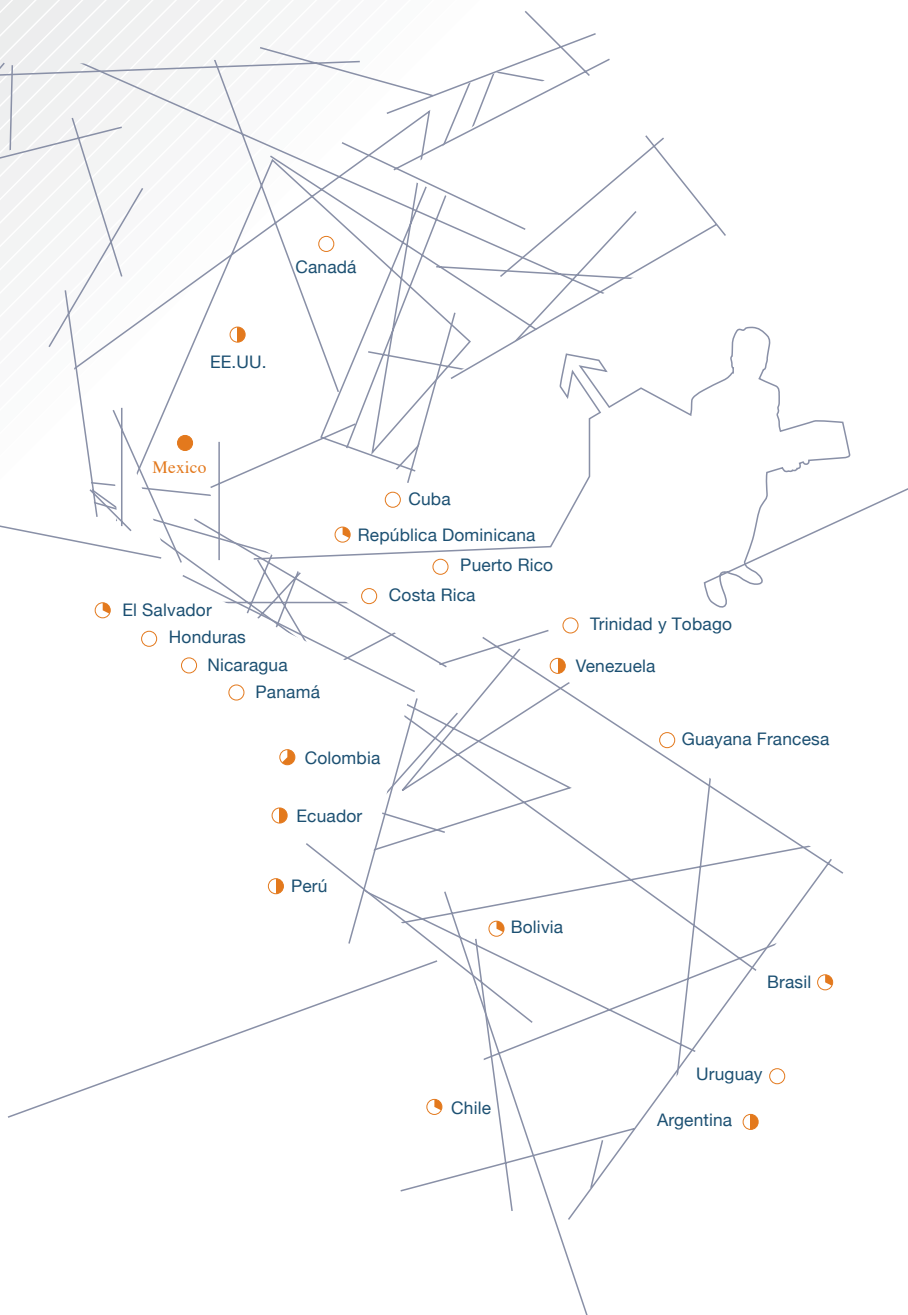 Canadá
EE.UU.
Mexico
Cuba
República Dominicana
Puerto Rico
Costa Rica
El Salvador
Trinidad y Tobago
Honduras
Nicaragua
Venezuela
Panamá
Guayana Francesa
Colombia
Ecuador
Perú
Bolivia
Brasil
Uruguay
Chile
Argentina